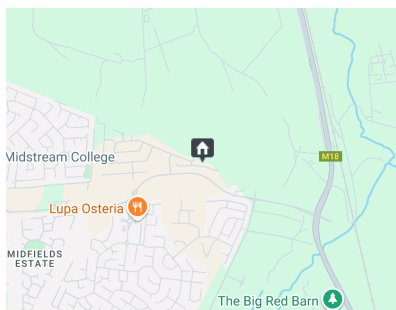 Midstream College
M18
Lupa Osteria
MIDFIELDS
ESTATE
The Big Red Barn